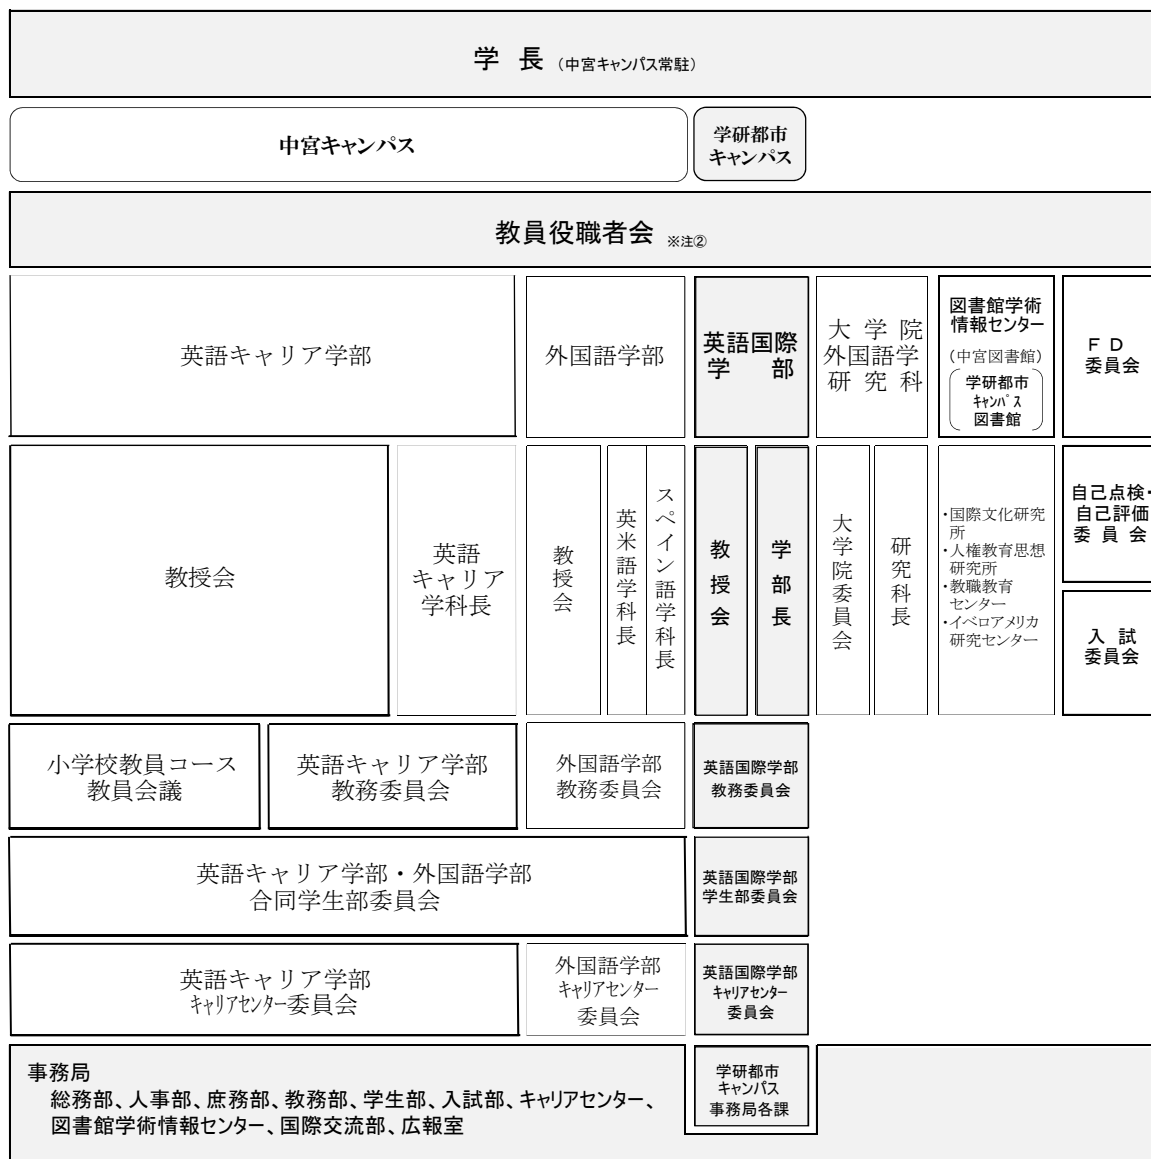 学 長 （中宮キャンパス常駐）
中宮キャンパス
学研都市
キャンパス
教員役職者会 ※注②
英語キャリア学部
外国語学部
英語国際
学 部
大 学 院
外国語学
研 究 科
図書館学術
情報センター
（中宮図書館）
学研都市
ｷｬﾝﾊﾟｽ
図書館
ＦＤ
委員会
教授会
英語
キャリア
学科長
教授会
英米語学科長
スペイン語学科長
教授会
学部長
大学院委員会
研究科長
・国際文化研究
所
・人権教育思想
研究所
・教職教育
センター
・イベロアメリカ
研究センター
自己点検・
自己評価
委 員 会
入 試
委員会
小学校教員コース
教員会議
英語キャリア学部
教務委員会
外国語学部
教務委員会
英語国際学部
教務委員会
英語キャリア学部・外国語学部
合同学生部委員会
英語国際学部
学生部委員会
英語キャリア学部
ｷｬﾘｱｾﾝﾀｰ委員会
外国語学部
ｷｬﾘｱｾﾝﾀｰ
委員会
英語国際学部
ｷｬﾘｱｾﾝﾀｰ
委員会
事務局
総務部、人事部、庶務部、教務部、学生部、入試部、キャリアセンター、
図書館学術情報センター、国際交流部、広報室
学研都市
キャンパス
事務局各課